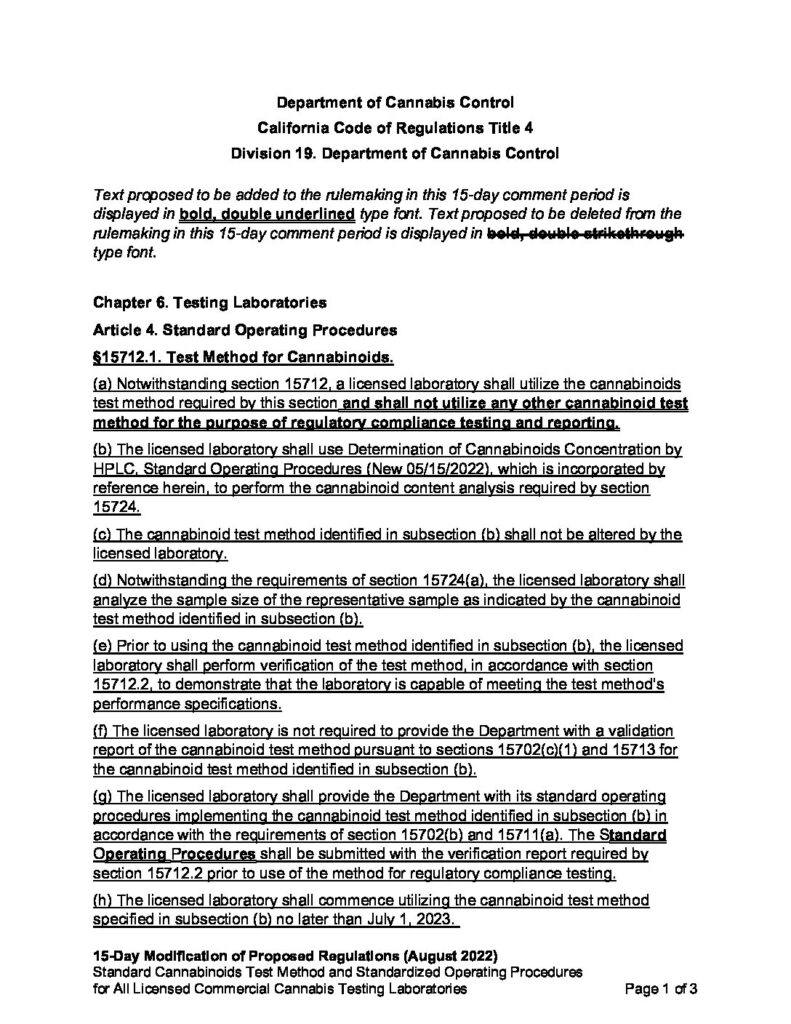 Department of Cannabis Control
California Code of Regulations Title 4
Division 19. Department of Cannabis Control
Text proposed to be added to the rulemaking in this 15-day comment period is
displayed in bold, double underlined type font. Text proposed to be deleted from the
rulemaking in this 15-day comment period is displayed in bold, double strikethrough
type font.
Chapter 6. Testing Laboratories
Article 4. Standard Operating Procedures
§15712.1. Test Method for Cannabinoids.
(a) Notwithstanding section 15712, a licensed laboratory shall utilize the cannabinoids
test method required by this section and shall not utilize any other cannabinoid test
method for the purpose of regulatory compliance testing and reporting.
(b) The licensed laboratory shall use Determination of Cannabinoids Concentration by
HPLC, Standard Operating Procedures (New 05/15/2022), which is incorporated by
reference herein, to perform the cannabinoid content analysis required by section
15724.
(c) The cannabinoid test method identified in subsection (b) shall not be altered by the
licensed laboratory.
(d) Notwithstanding the requirements of section 15724(a), the licensed laboratory shall
analyze the sample size of the representative sample as indicated by the cannabinoid
test method identified in subsection (b).
(e) Prior to using the cannabinoid test method identified in subsection (b), the licensed
laboratory shall perform verification of the test method, in accordance with section
15712.2, to demonstrate that the laboratory is capable of meeting the test method's
performance specifications.
(f) The licensed laboratory is not required to provide the Department with a validation
report of the cannabinoid test method pursuant to sections 15702(c)(1) and 15713 for
the cannabinoid test method identified in subsection (b).
(g) The licensed laboratory shall provide the Department with its standard operating
procedures implementing the cannabinoid test method identified in subsection (b) in
accordance with the requirements of section 15702(b) and 15711(a). The Standard
Operating Procedures shall be submitted with the verification report required by
section 15712.2 prior to use of the method for regulatory compliance testing.
(h) The licensed laboratory shall commence utilizing the cannabinoid test method
specified in subsection (b) no later than July 1, 2023.
15-Day Modification of Proposed Regulations (August 2022)
Standard Cannabinoids Test Method and Standardized Operating Procedures
for All Licensed Commercial Cannabis Testing Laboratories Page 1 of 3